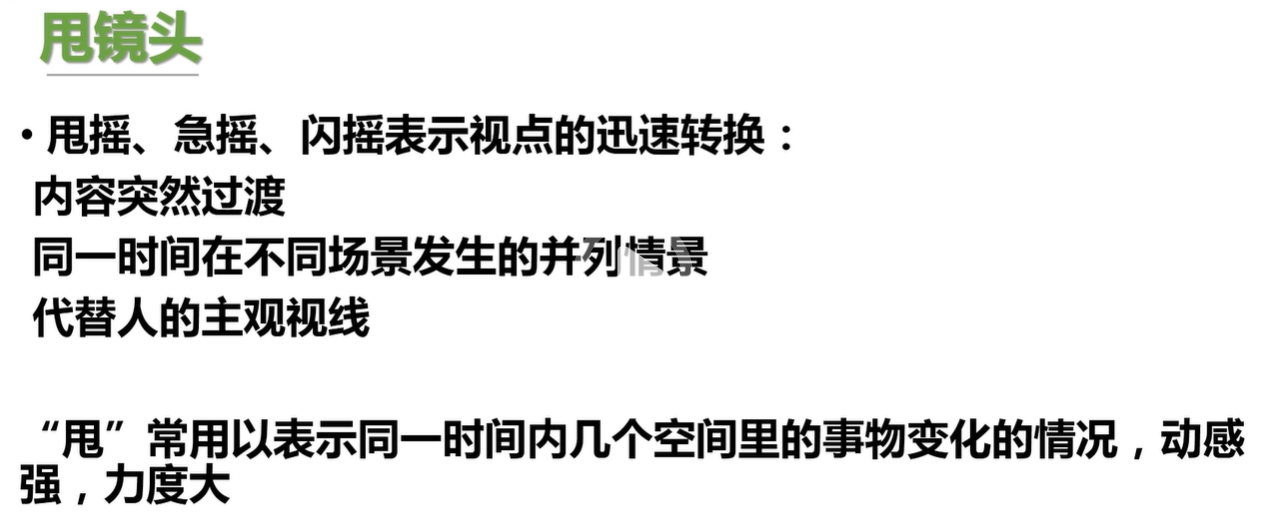 甩镜头
• 甩摇、急摇、闪摇表示视点的迅速转换：
内容突然过渡
同一时间在不同场景发生的并列情景
代替人的主观视线
“甩”常用以表示同一时间内几个空间里的事物变化的情况，动感
强，力度大